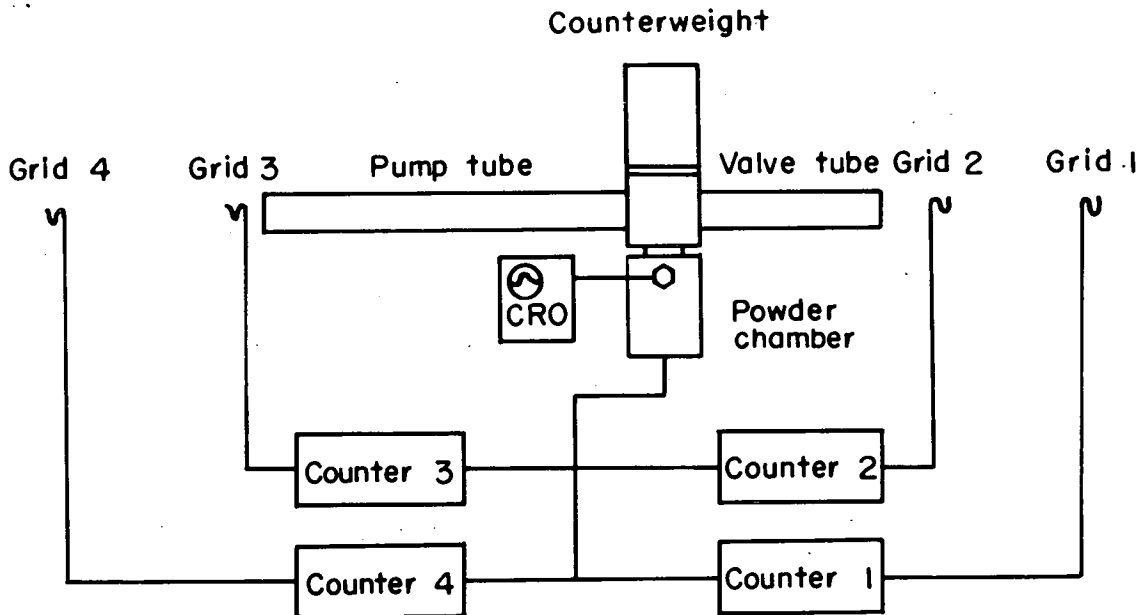 Counterweight
Grid 4
Grid 3
Pump tube
Valve tube
Grid 2
Grid 1
CRO
Powder
chamber
Counter 3
Counter 2
Counter 4
Counter 1